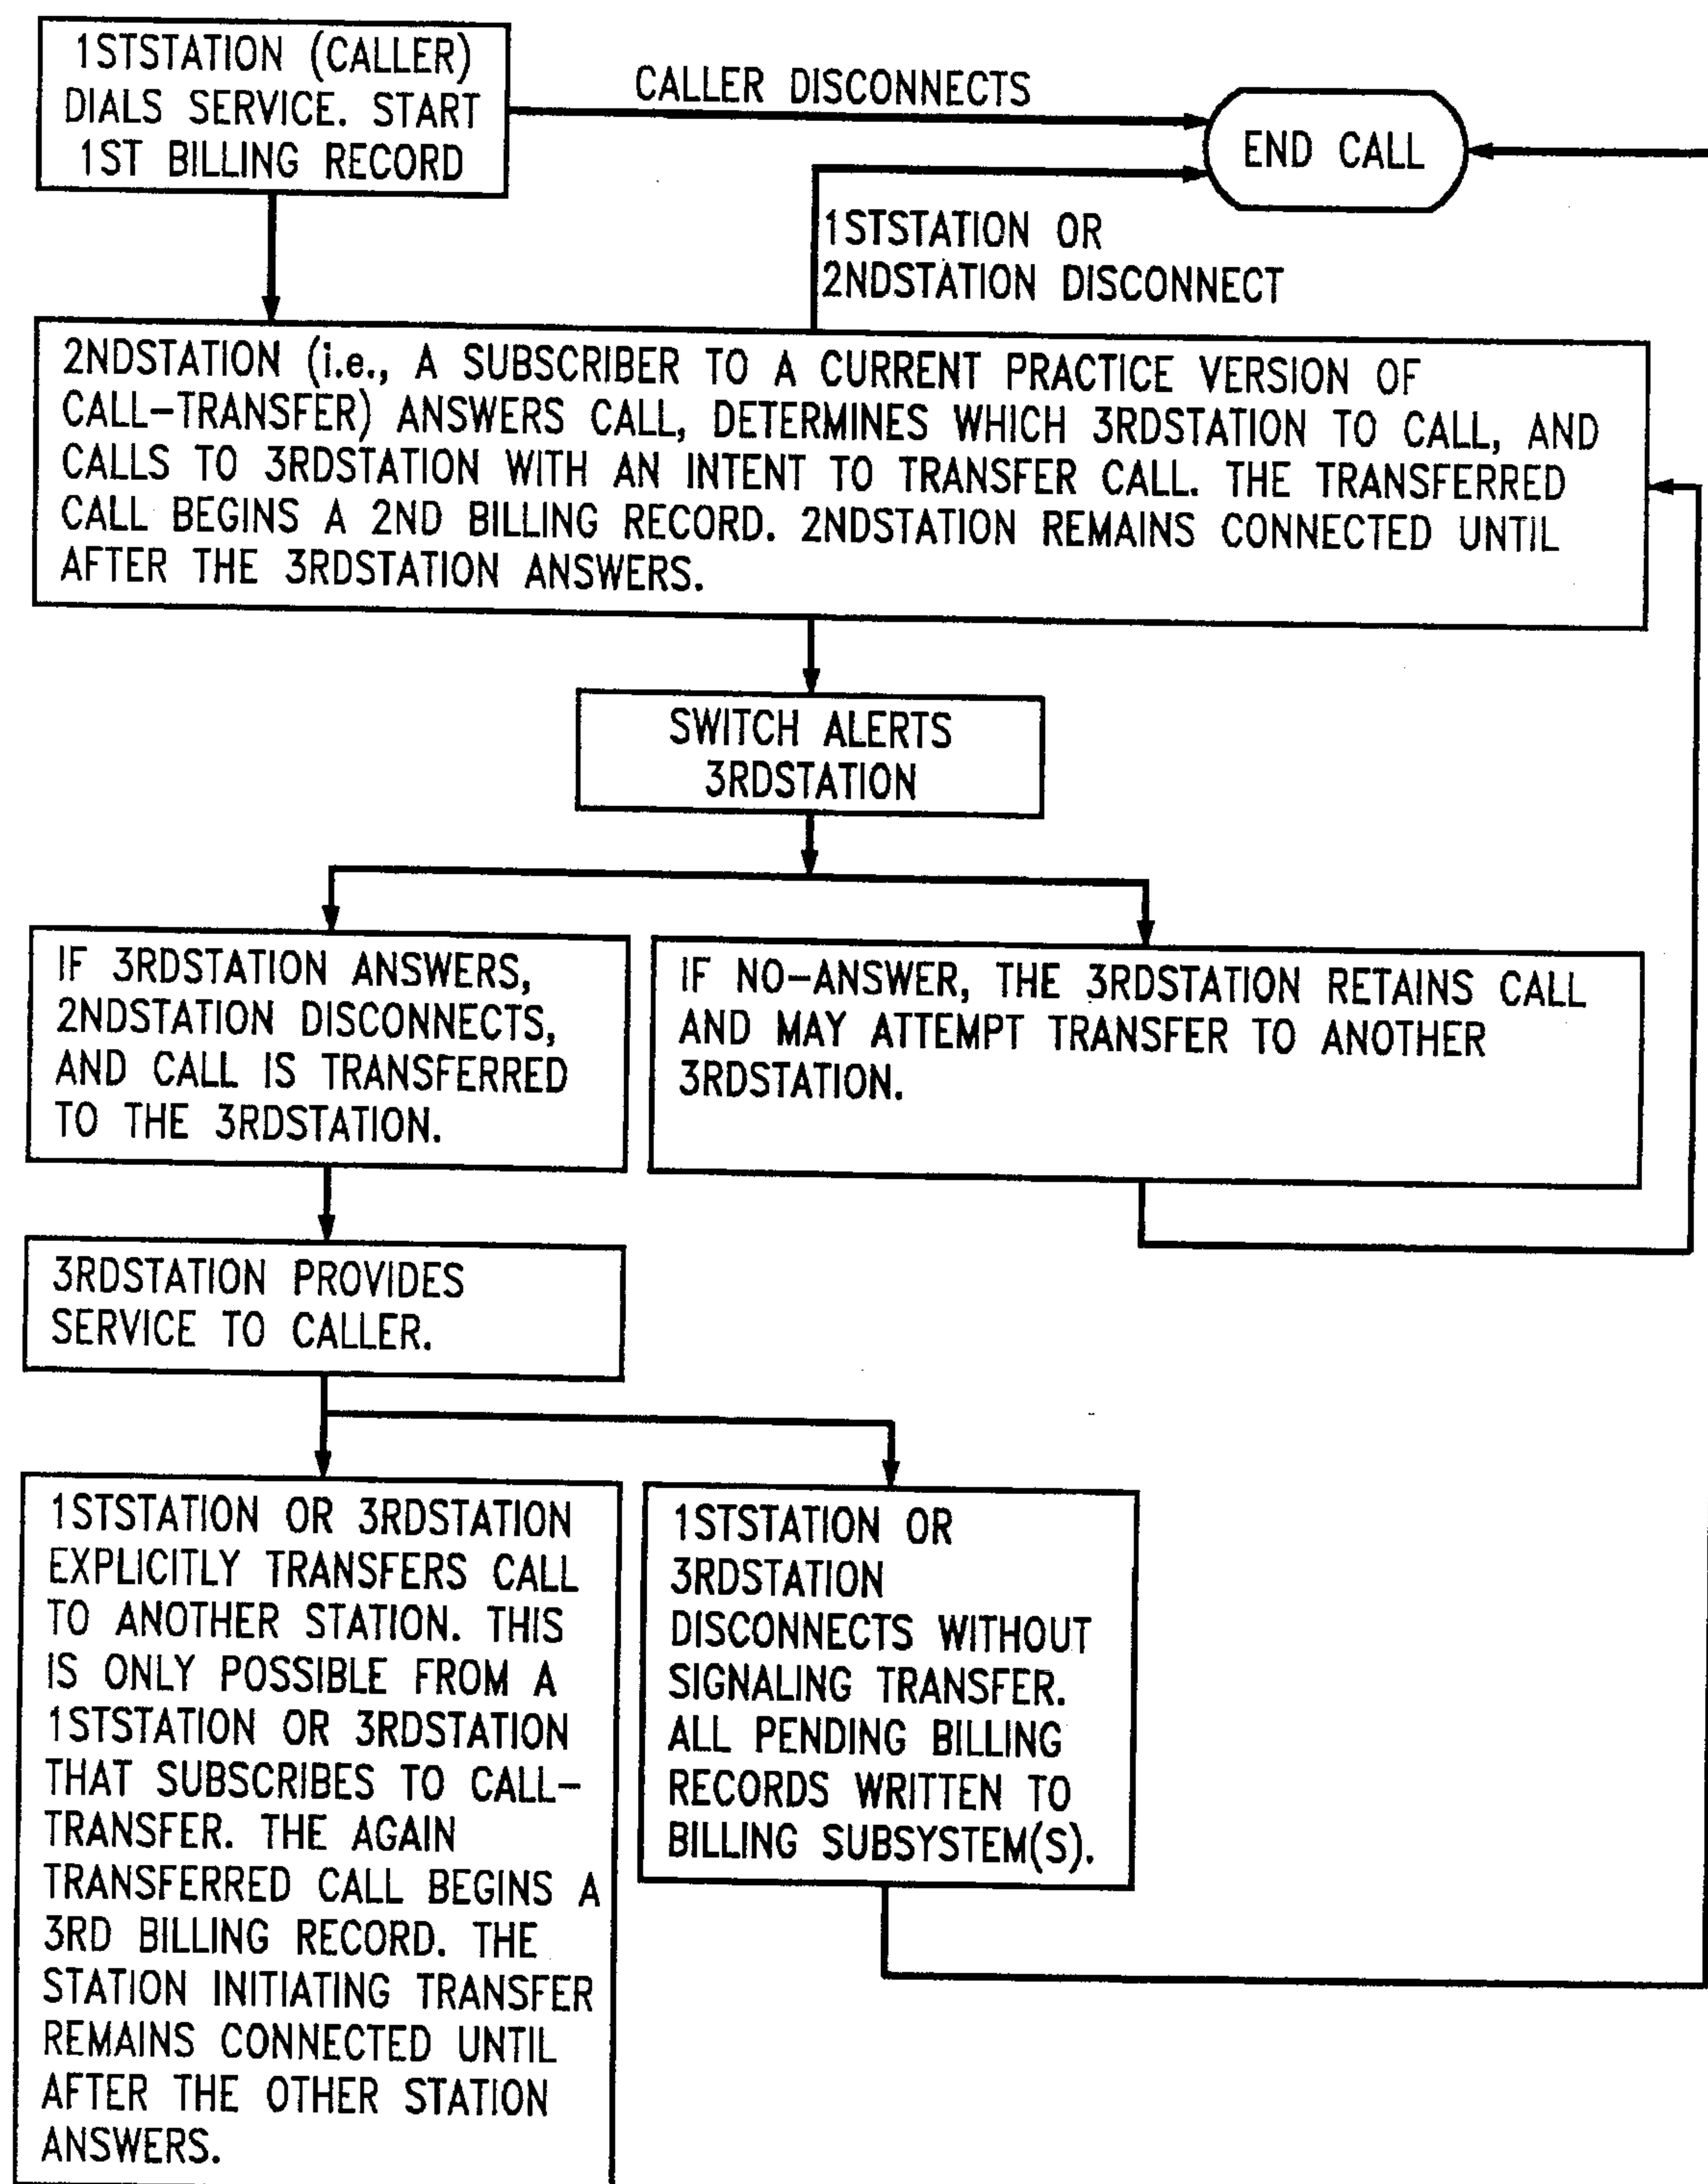 1STSTATION (CALLER)
DIALS SERVICE. START
1ST BILLING RECORD
CALLER DISCONNECTS
END CALL
1STSTATION OR
2NDSTATION DISCONNECT
2NDSTATION (i.e., A SUBSCRIBER TO A CURRENT PRACTICE VERSION OF
CALL-TRANSFER) ANSWERS CALL, DETERMINES WHICH 3RDSTATION TO CALL, AND
CALLS TO 3RDSTATION WITH AN INTENT TO TRANSFER CALL. THE TRANSFERRED
CALL BEGINS A 2ND BILLING RECORD. 2NDSTATION REMAINS CONNECTED UNTIL
AFTER THE 3RDSTATION ANSWERS.
SWITCH ALERTS
3RDSTATION
IF 3RDSTATION ANSWERS,
2NDSTATION DISCONNECTS,
AND CALL IS TRANSFERRED
TO THE 3RDSTATION.
IF NO-ANSWER, THE 3RDSTATION RETAINS CALL
AND MAY ATTEMPT TRANSFER TO ANOTHER
3RDSTATION.
3RDSTATION PROVIDES
SERVICE TO CALLER.
1STSTATION OR 3RDSTATION
EXPLICITLY TRANSFERS CALL
TO ANOTHER STATION. THIS
IS ONLY POSSIBLE FROM A
1STSTATION OR 3RDSTATION
THAT SUBSCRIBES TO CALL-
TRANSFER. THE AGAIN
TRANSFERRED CALL BEGINS A
3RD BILLING RECORD. THE
STATION INITIATING TRANSFER
REMAINS CONNECTED UNTIL
AFTER THE OTHER STATION
ANSWERS.
1STSTATION OR
3RDSTATION
DISCONNECTS WITHOUT
SIGNALING TRANSFER.
ALL PENDING BILLING
RECORDS WRITTEN TO
BILLING SUBSYSTEM(S).